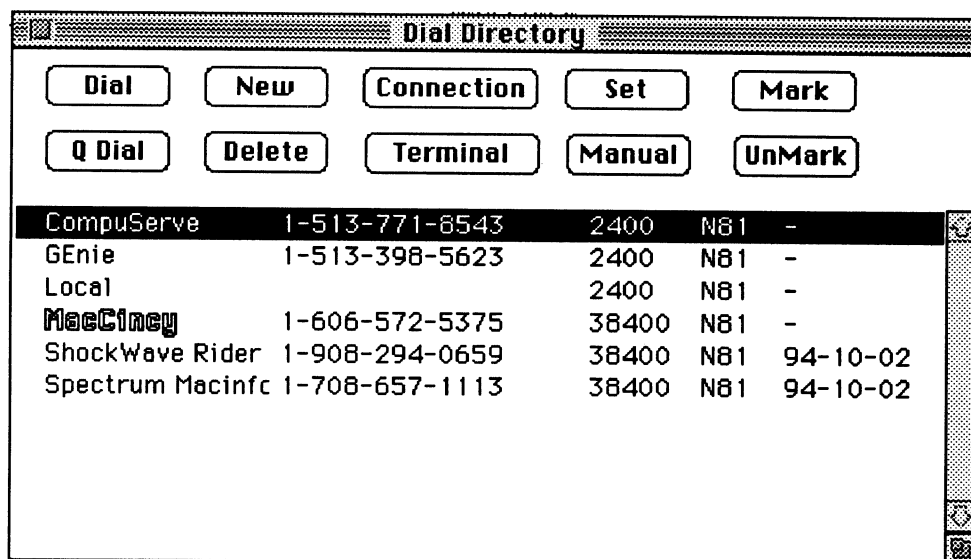 Dial Directory
Dial New Connection Set Mark
Q Dial Delete Terminal Manual UnMark
CompuServe 1-513-771-8543 2400 N81 -
GEnie 1-513-398-5623 2400 N81 -
Local 2400 N81 -
MacCincy 1-606-572-5375 38400 N81 -
ShockWave Rider 1-908-294-0659 38400 N81 94-10-02
Spectrum Macinfc 1-708-657-1113 38400 N81 94-10-02